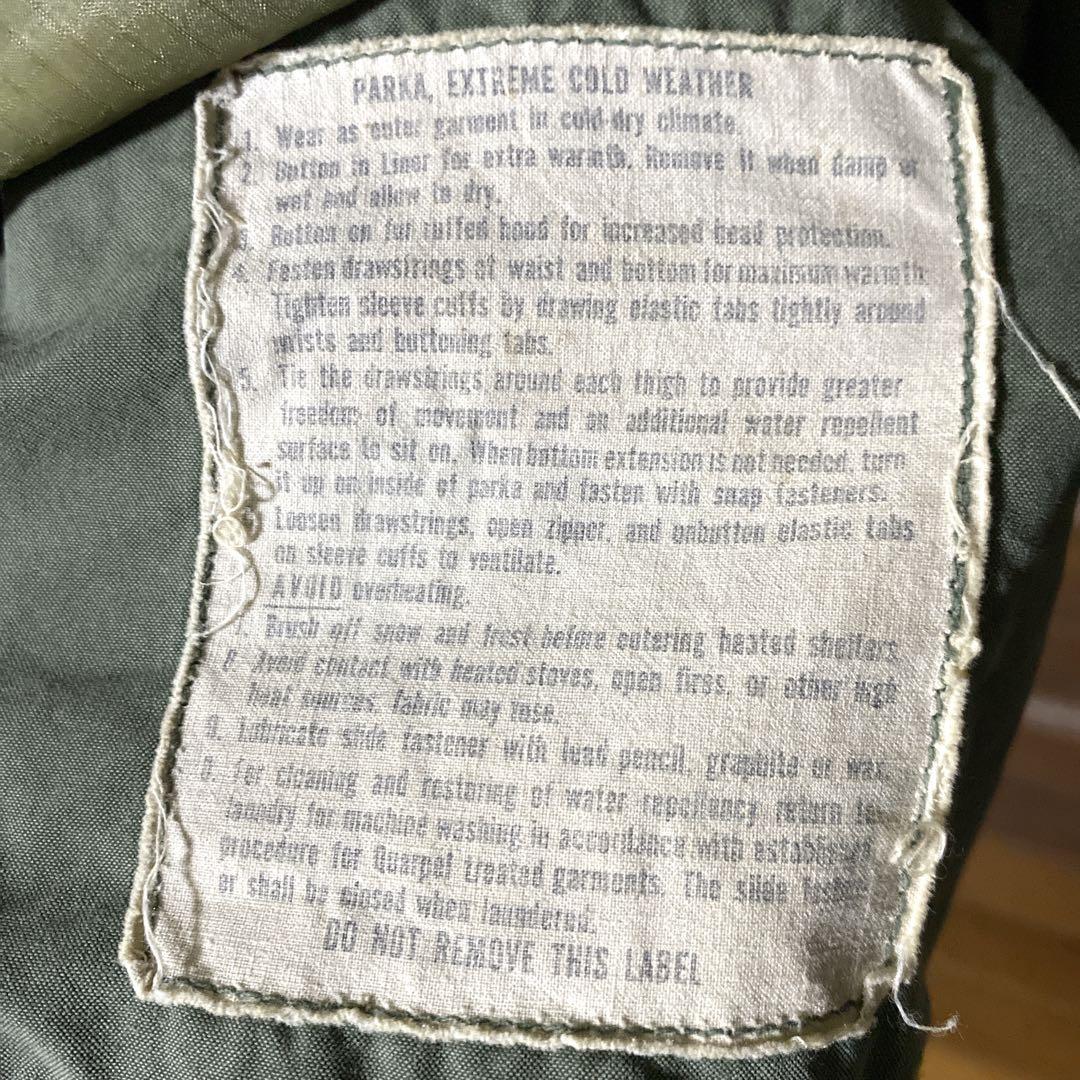 PARKA, EXTREME COLD WEATHER
1. Wear as outer garment in cold-dry climate.
2. Button in Liner for extra warmth. Remove it when damp or
wet and allow to dry.
3. Button on fur ruffed hood for increased head protection.
4. Fasten drawstrings at waist and bottom for maximum warmth.
Tighten sleeve cuffs by drawing elastic tabs tightly around
wrists and buttoning tabs.
5. Tie the drawstrings around each thigh to provide greater
freedom of movement and an additional water repellent
surface to sit on. When bottom extension is not needed, turn
it up on inside of parka and fasten with snap fasteners.
Loosen drawstrings, open zipper, and unbutton elastic tabs
on sleeve cuffs to ventilate.
AVOID overheating.
Brush off snow and frost before entering heated shelters.
Avoid contact with heated stoves, open fires, or other high
heat sources. Fabric may fuse.
9. Lubricate slide fastener with lead pencil, graphite or wax.
0. For cleaning and restoring of water repellency return to
laundry for machine washing in accordance with establish
procedure for Quarpel treated garments. The slide fasten
er shall be closed when laundered.
DO NOT REMOVE THIS LABEL